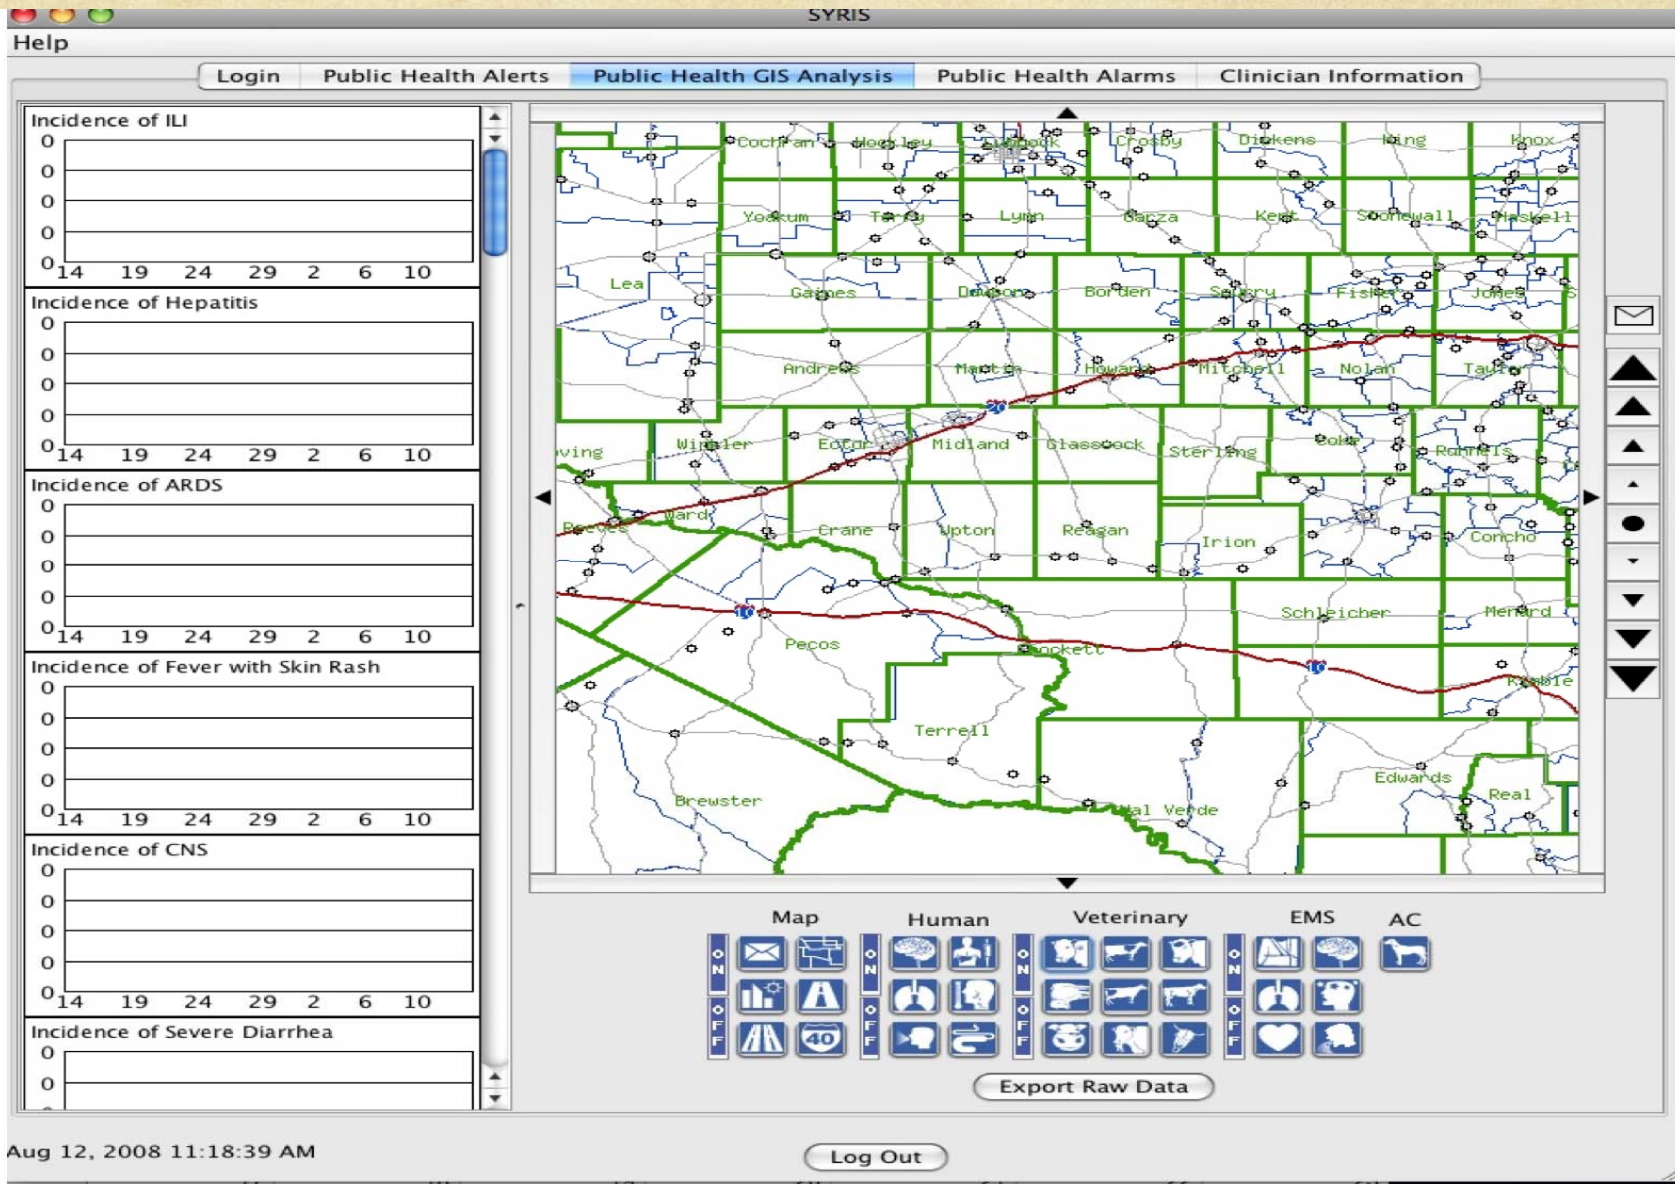 SYRIS
Help
Login Public Health Alerts Public Health GIS Analysis Public Health Alarms Clinician Information
Incidence of ILI
0
0
0
0
0
14 19 24 29 2 6 10
Incidence of Hepatitis
0
0
0
0
0
14 19 24 29 2 6 10
Incidence of ARDS
0
0
0
0
0
14 19 24 29 2 6 10
Incidence of Fever with Skin Rash
0
0
0
0
0
14 19 24 29 2 6 10
Incidence of CNS
0
0
0
0
0
14 19 24 29 2 6 10
Incidence of Severe Diarrhea
0
0
Cochran Hockley Crosby Dickens King Knox
Yoakum Terry Lynn Garza Kent Stonewall Haskell
Lea Gaines Dawson Borden Scurry Fisher Jones S
Andrews Martin Howard Mitchell Nolan Taylor
20
oving Winkler Ector Midland Glasscock Sterling Coke Runnels
Reeves Ward Crane Upton Reagan Irion Concho
10 Pecos Crockett Schleicher Menard
10 Kimble
Terrell
Brewster Val Verde Edwards Real
Map Human Veterinary EMS AC
ON ON ON ON
OFF OFF OFF OFF
40
Export Raw Data
Aug 12, 2008 11:18:39 AM
Log Out